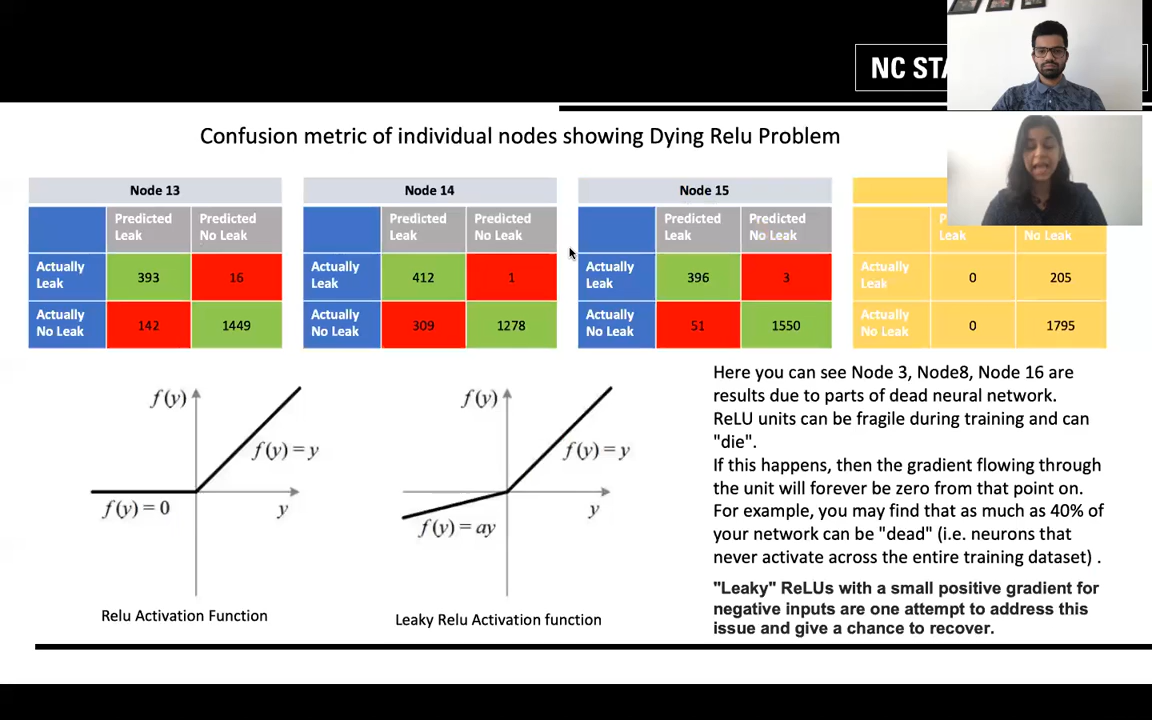 NC STA
Confusion metric of individual nodes showing Dying Relu Problem
Node 13
Predicted Leak
Predicted No Leak
Actually Leak
393
16
Actually No Leak
142
1449
Node 14
Predicted Leak
Predicted No Leak
Actually Leak
412
1
Actually No Leak
309
1278
Node 15
Predicted Leak
Predicted No Leak
Actually Leak
396
3
Actually No Leak
51
1550
Leak
No Leak
Actually Leak
0
205
Actually No Leak
0
1795
f(y)
f(y) = y
f(y) = 0
y
Relu Activation Function
f(y)
f(y) = y
f(y) = ay
y
Leaky Relu Activation function
Here you can see Node 3, Node8, Node 16 are
results due to parts of dead neural network.
ReLU units can be fragile during training and can
"die".
If this happens, then the gradient flowing through
the unit will forever be zero from that point on.
For example, you may find that as much as 40% of
your network can be "dead" (i.e. neurons that
never activate across the entire training dataset) .
"Leaky" ReLUs with a small positive gradient for
negative inputs are one attempt to address this
issue and give a chance to recover.